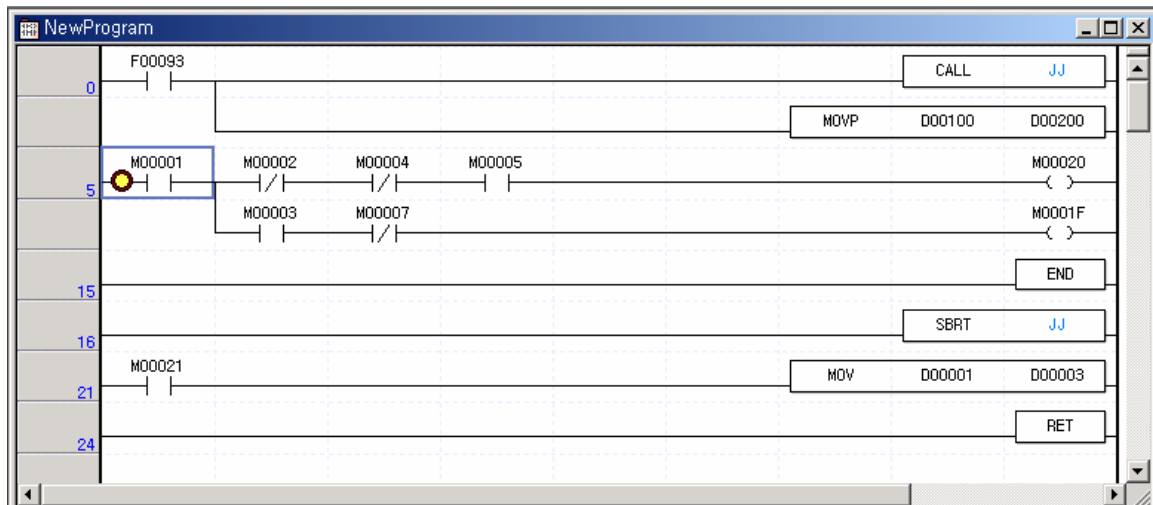 NewProgram
F00093
CALL JJ
0
MOVP D00100 D00200
M00001 M00002 M00004 M00005 M00020
5
M00003 M00007 M0001F
END
15
SBRT JJ
16
M00021
MOV D00001 D00003
21
RET
24